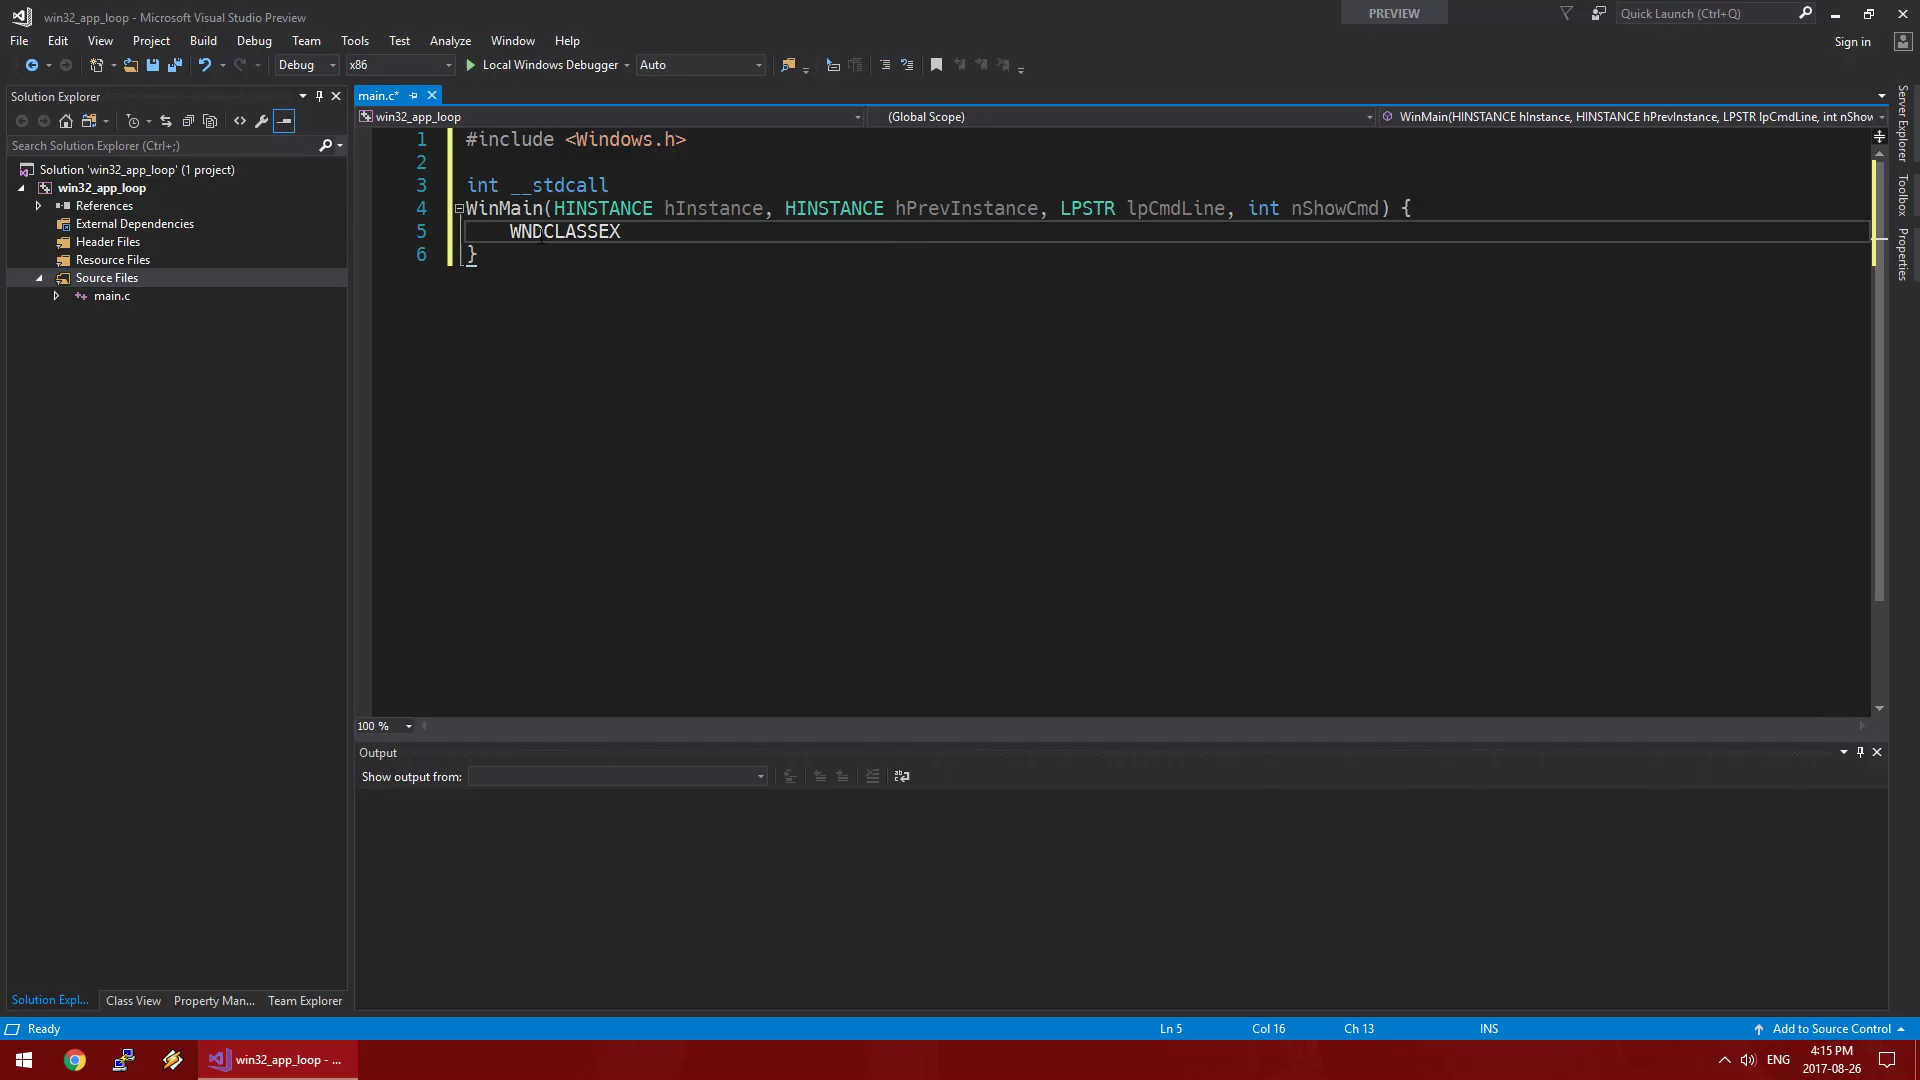 win32_app_loop - Microsoft Visual Studio Preview
PREVIEW
Quick Launch (Ctrl+Q)
File Edit View Project Build Debug Team Tools Test Analyze Window Help
Sign in
Debug x86 Local Windows Debugger Auto
Solution Explorer
main.c*
win32_app_loop (Global Scope) WinMain(HINSTANCE hInstance, HINSTANCE hPrevInstance, LPSTR lpCmdLine, int nShow
Search Solution Explorer (Ctrl+;)
Solution 'win32_app_loop' (1 project)
win32_app_loop
References
External Dependencies
Header Files
Resource Files
Source Files
main.c
1 #include <Windows.h>
2
3 int __stdcall
4 WinMain(HINSTANCE hInstance, HINSTANCE hPrevInstance, LPSTR lpCmdLine, int nShowCmd) {
5 WNDCLASSEX
6 }
Server Explorer
Toolbox
Properties
100 %
Output
Show output from:
Solution Expl... Class View Property Man... Team Explorer
Ready Ln 5 Col 16 Ch 13 INS Add to Source Control
win32_app_loop - ...
ENG
4:15 PM
2017-08-26